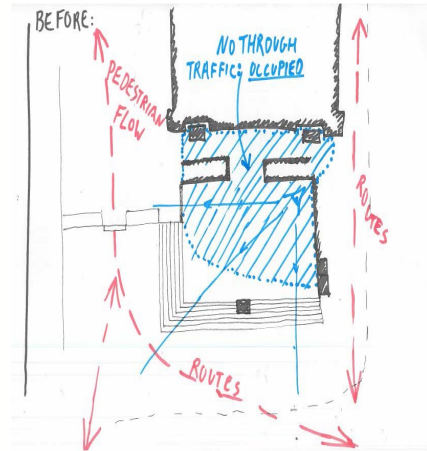 BEFORE:
NO THROUGH
TRAFFIC: OCCUPIED
PEDESTRIAN
FLOW
ROUTES
ROUTES